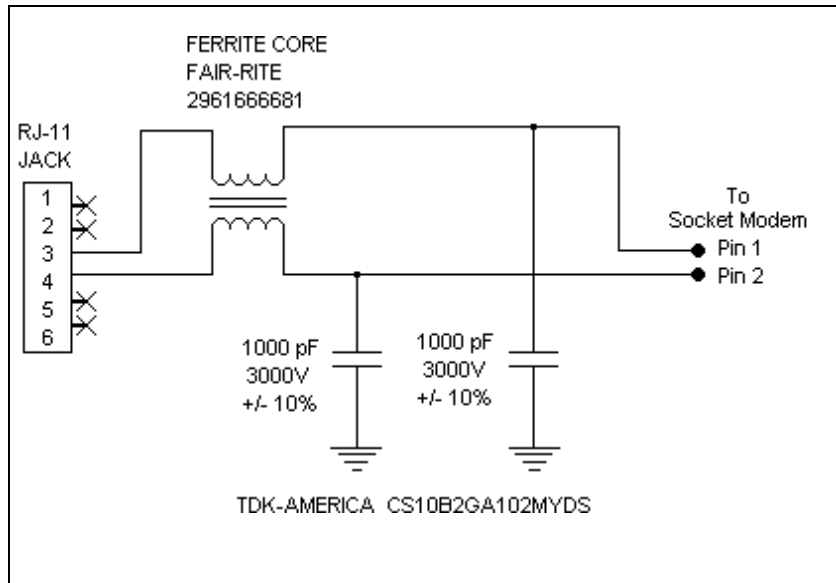 FERRITE CORE
FAIR-RITE
2961666681
RJ-11
JACK
1
2
3
4
5
6
To
Socket Modem
Pin 1
Pin 2
1000 pF
3000V
+/- 10%
1000 pF
3000V
+/- 10%
TDK-AMERICA CS10B2GA102MYDS